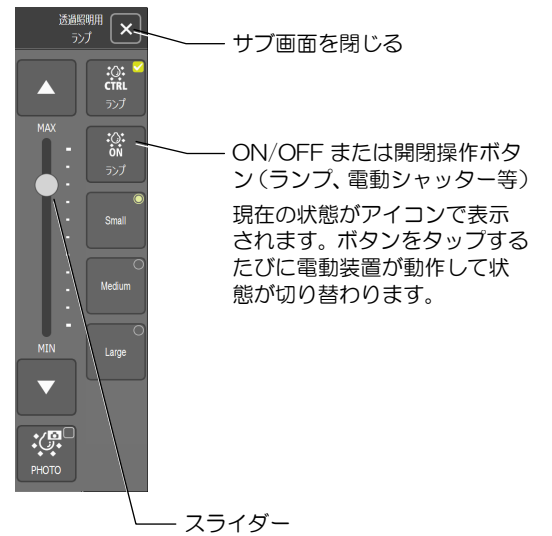 透過照明用
ランプ
サブ画面を閉じる
CTRL
ランプ
MAX
ON
ランプ
ON/OFF または開閉操作ボタ
ン（ランプ、電動シャッター等）
現在の状態がアイコンで表示
されます。ボタンをタップする
たびに電動装置が動作して状
態が切り替わります。
Small
Medium
MIN
Large
PHOTO
スライダー